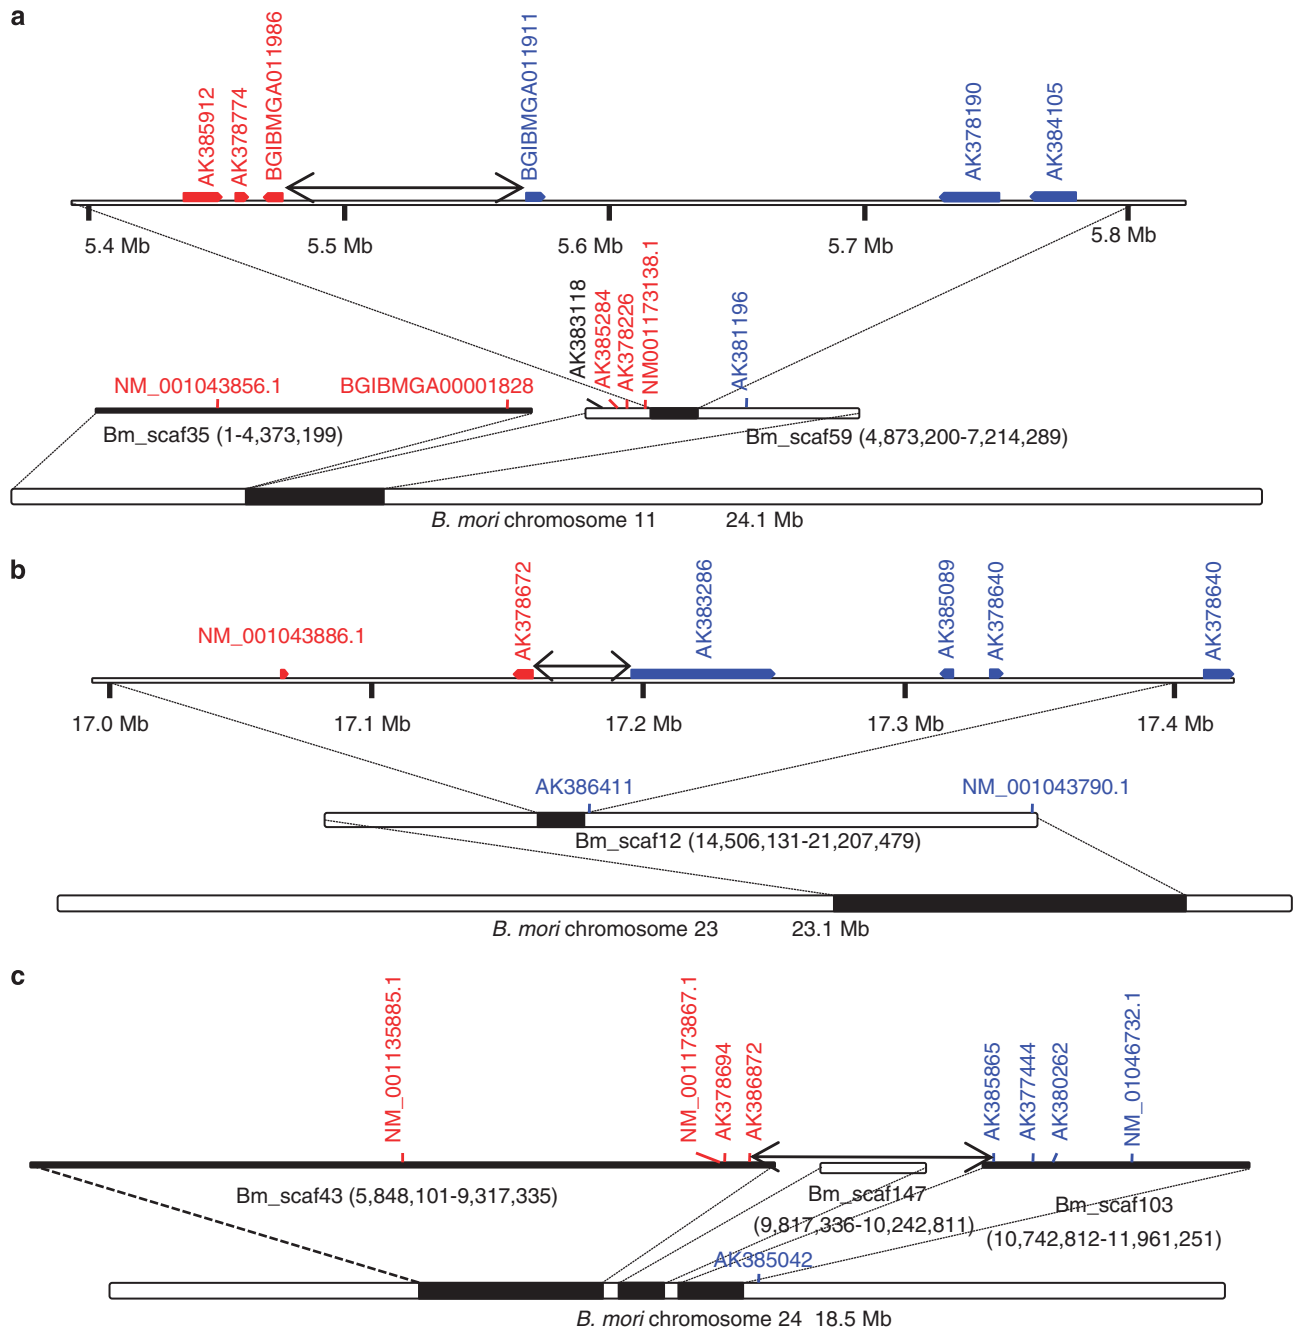 a
AK385912
AK378774
BGIBMGA011986
BGIBMGA011911
AK378190
AK384105
5.4 Mb
5.5 Mb
5.6 Mb
5.7 Mb
5.8 Mb
AK383118
AK385284
AK378226
NM001173138.1
AK381196
NM_001043856.1
BGIBMGA00001828
Bm_scaf35 (1-4,373,199)
Bm_scaf59 (4,873,200-7,214,289)
B. mori chromosome 11 24.1 Mb
b
NM_001043886.1
AK378672
AK383286
AK385089
AK378640
AK378640
17.0 Mb
17.1 Mb
17.2 Mb
17.3 Mb
17.4 Mb
AK386411
NM_001043790.1
Bm_scaf12 (14,506,131-21,207,479)
B. mori chromosome 23 23.1 Mb
c
NM_001135885.1
NM_001173867.1
AK378694
AK386872
AK385865
AK377444
AK380262
NM_01046732.1
Bm_scaf43 (5,848,101-9,317,335)
Bm_scaf147
(9,817,336-10,242,811)
Bm_scaf103
(10,742,812-11,961,251)
AK385042
B. mori chromosome 24 18.5 Mb